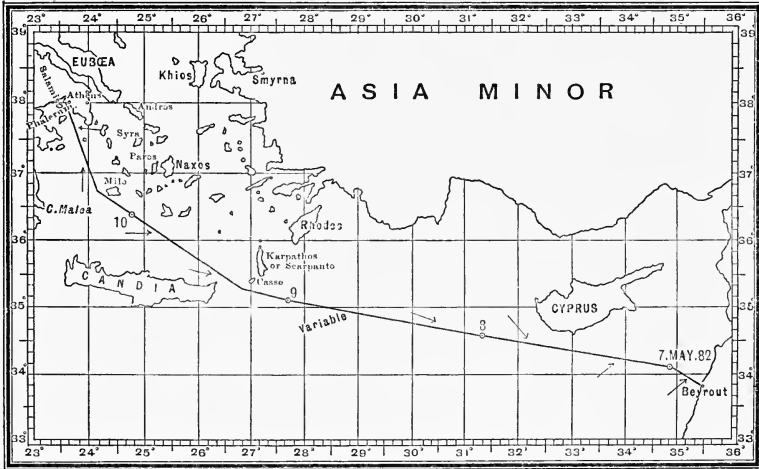 23° 24° 25° 26° 27° 28° 29° 30° 31° 32° 33° 34° 35° 36°
39° 39°
EUBŒA
Khios
Smyrna
ASIA MINOR
Salamis
Athens
Phalerum
Andros
38° 38°
Syra
Paros
Naxos
Milo
37° 37°
C. Malea
10
Rhodes
36° 36°
Karpathos
or Scarpanto
Casso
CANDIA
9
Variable
35° 35°
8
CYPRUS
7. MAY. 82
34° 34°
Beyrout
33° 33°
23° 24° 25° 26° 27° 28° 29° 30° 31° 32° 33° 34° 35° 36°